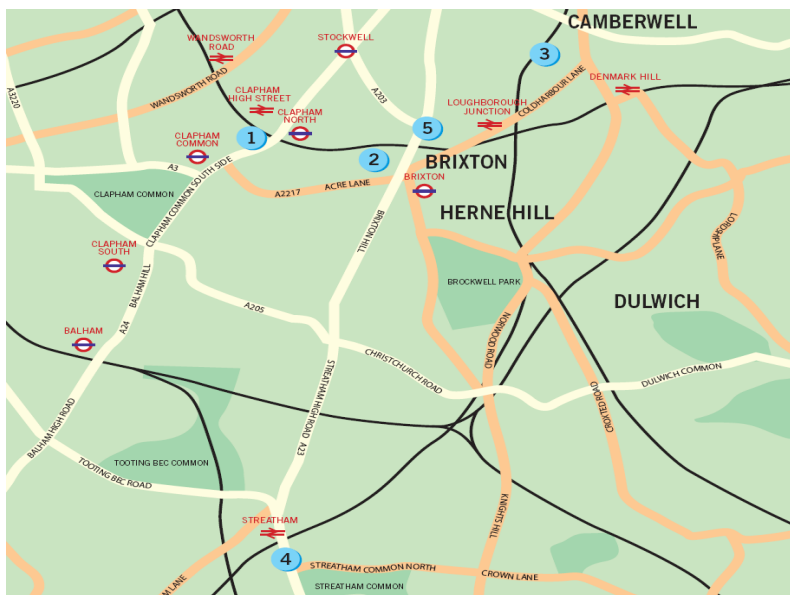 CAMBERWELL
WANDSWORTH
ROAD
STOCKWELL
3
A3220
WANDSWORTH ROAD
DENMARK HILL
A203
CLAPHAM
HIGH STREET
LOUGHBOROUGH
JUNCTION
COLDHARBOUR LANE
CLAPHAM
NORTH
5
CLAPHAM
COMMON
1
2
BRIXTON
A3
BRIXTON
CLAPHAM COMMON
CLAPHAM COMMON SOUTH SIDE
A2217
ACRE LANE
HERNE HILL
BRIXTON HILL
CLAPHAM
SOUTH
BALHAM HILL
BROCKWELL PARK
DULWICH
A205
A24
BALHAM
NORWOOD ROAD
CHRISTCHURCH ROAD
DULWICH COMMON
STREATHAM HIGH ROAD
A23
CROXTED ROAD
BALHAM HIGH ROAD
TOOTING BEC COMMON
TOOTING BEC ROAD
KNIGHTS HILL
STREATHAM
4
STREATHAM COMMON NORTH
CROWN LANE
STREATHAM COMMON